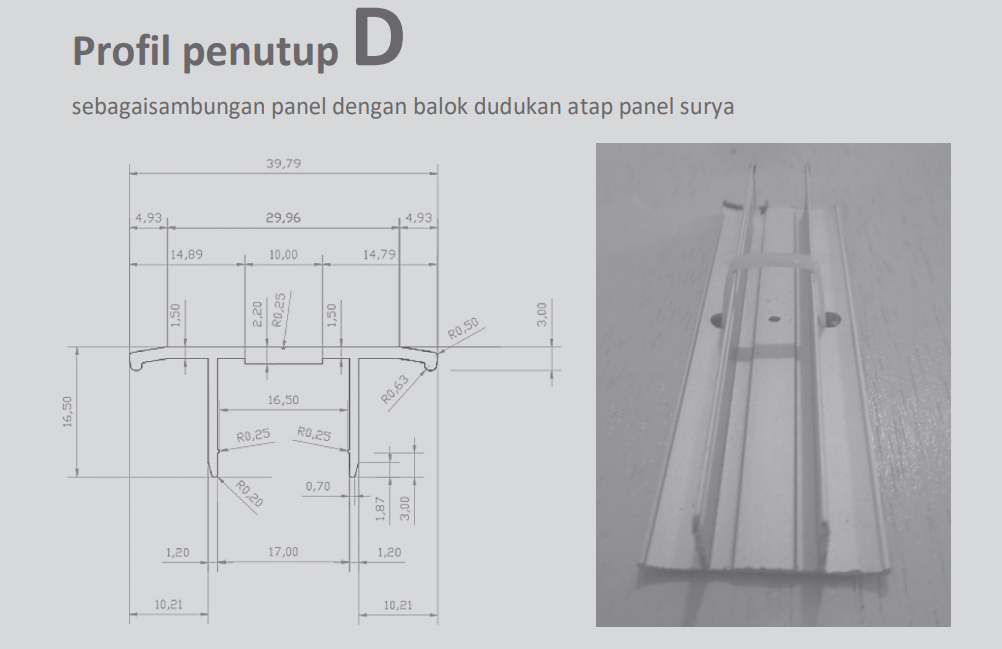 Profil penutup D
sebagaisambungan panel dengan balok dudukan atap panel surya
39,79
4,93 29,96 4,93
14,89 10,00 14,79
1,50 2,20 R0,25 1,50 3,00
R0,50
16,50
16,50 R0,63
R0,25 R0,25
R0,20 0,70 1,87 3,00
1,20 17,00 1,20
10,21 10,21